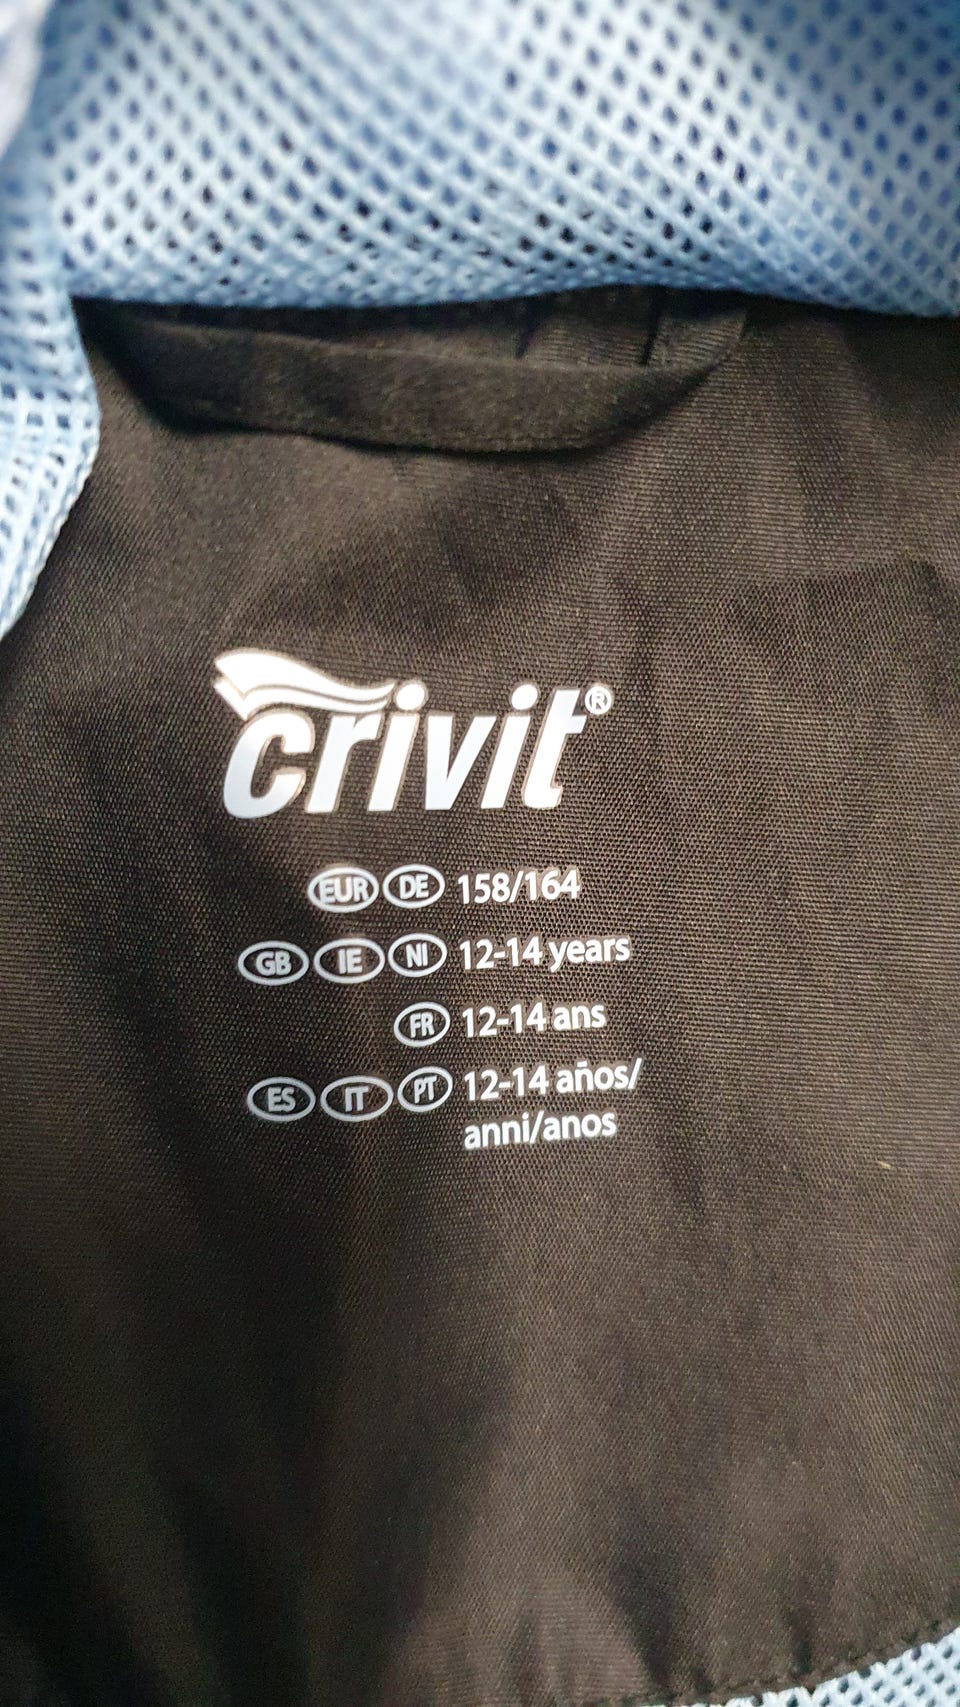 crivit®
EUR DE 158/164
GB IE NI 12-14 years
FR 12-14 ans
ES IT PT 12-14 años/
anni/anos